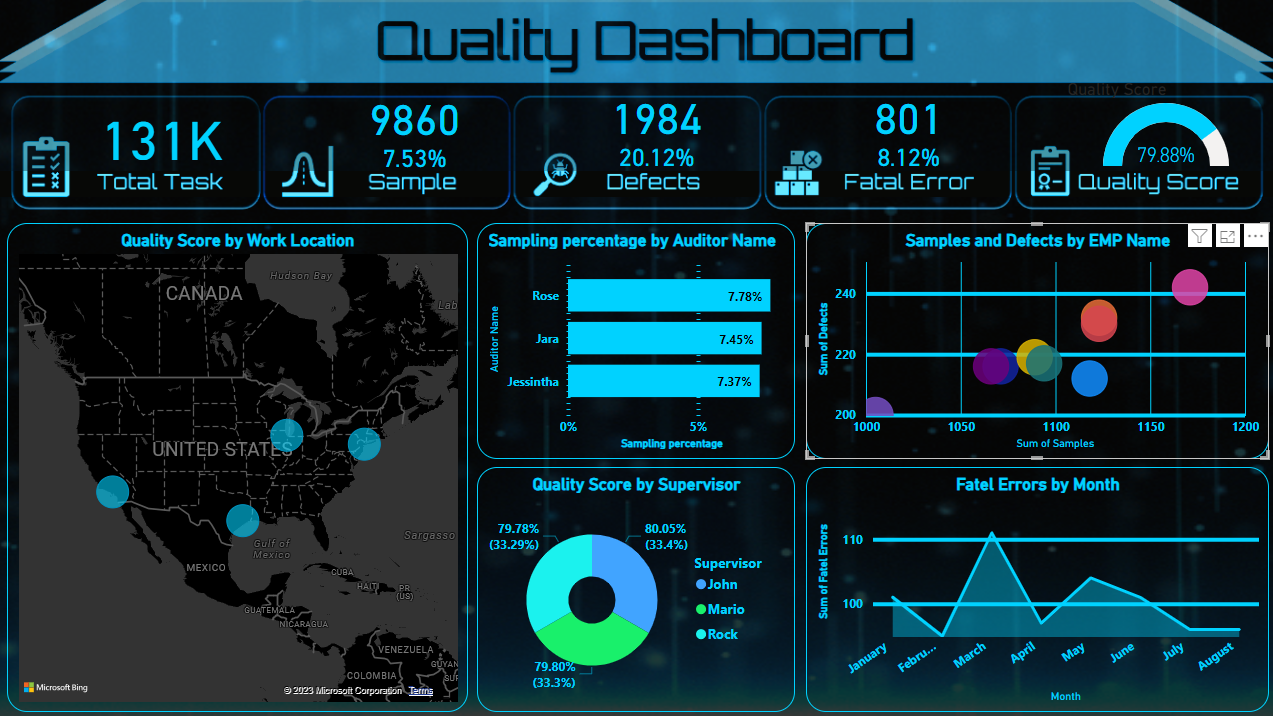 Quality Dashboard
131K
Total Task
9860
7.53%
Sample
1984
20.12%
Defects
801
8.12%
Fatal Error
Quality Score
79.88%
Quality Score
Quality Score by Work Location
Hudson Bay
CANADA
Lab
UNITED STATES
Sargasso
Gulf of
Mexico
MEXICO
CUBA
HAITI
PR
(US)
GUATEMALA
NICARAGUA
VENEZUELA
GUYAN
COLOMBIA
SUR
Microsoft Bing
© 2023 Microsoft Corporation Terms
Sampling percentage by Auditor Name
Auditor Name
Rose 7.78%
Jara 7.45%
Jessintha 7.37%
0% 5%
Sampling percentage
Samples and Defects by EMP Name
Sum of Defects
240
220
200
1000 1050 1100 1150 1200
Sum of Samples
Quality Score by Supervisor
79.78%
(33.29%)
80.05%
(33.4%)
79.80%
(33.3%)
Supervisor
John
Mario
Rock
Fatel Errors by Month
Sum of Fatel Errors
110
100
January Febru... March April May June July August
Month